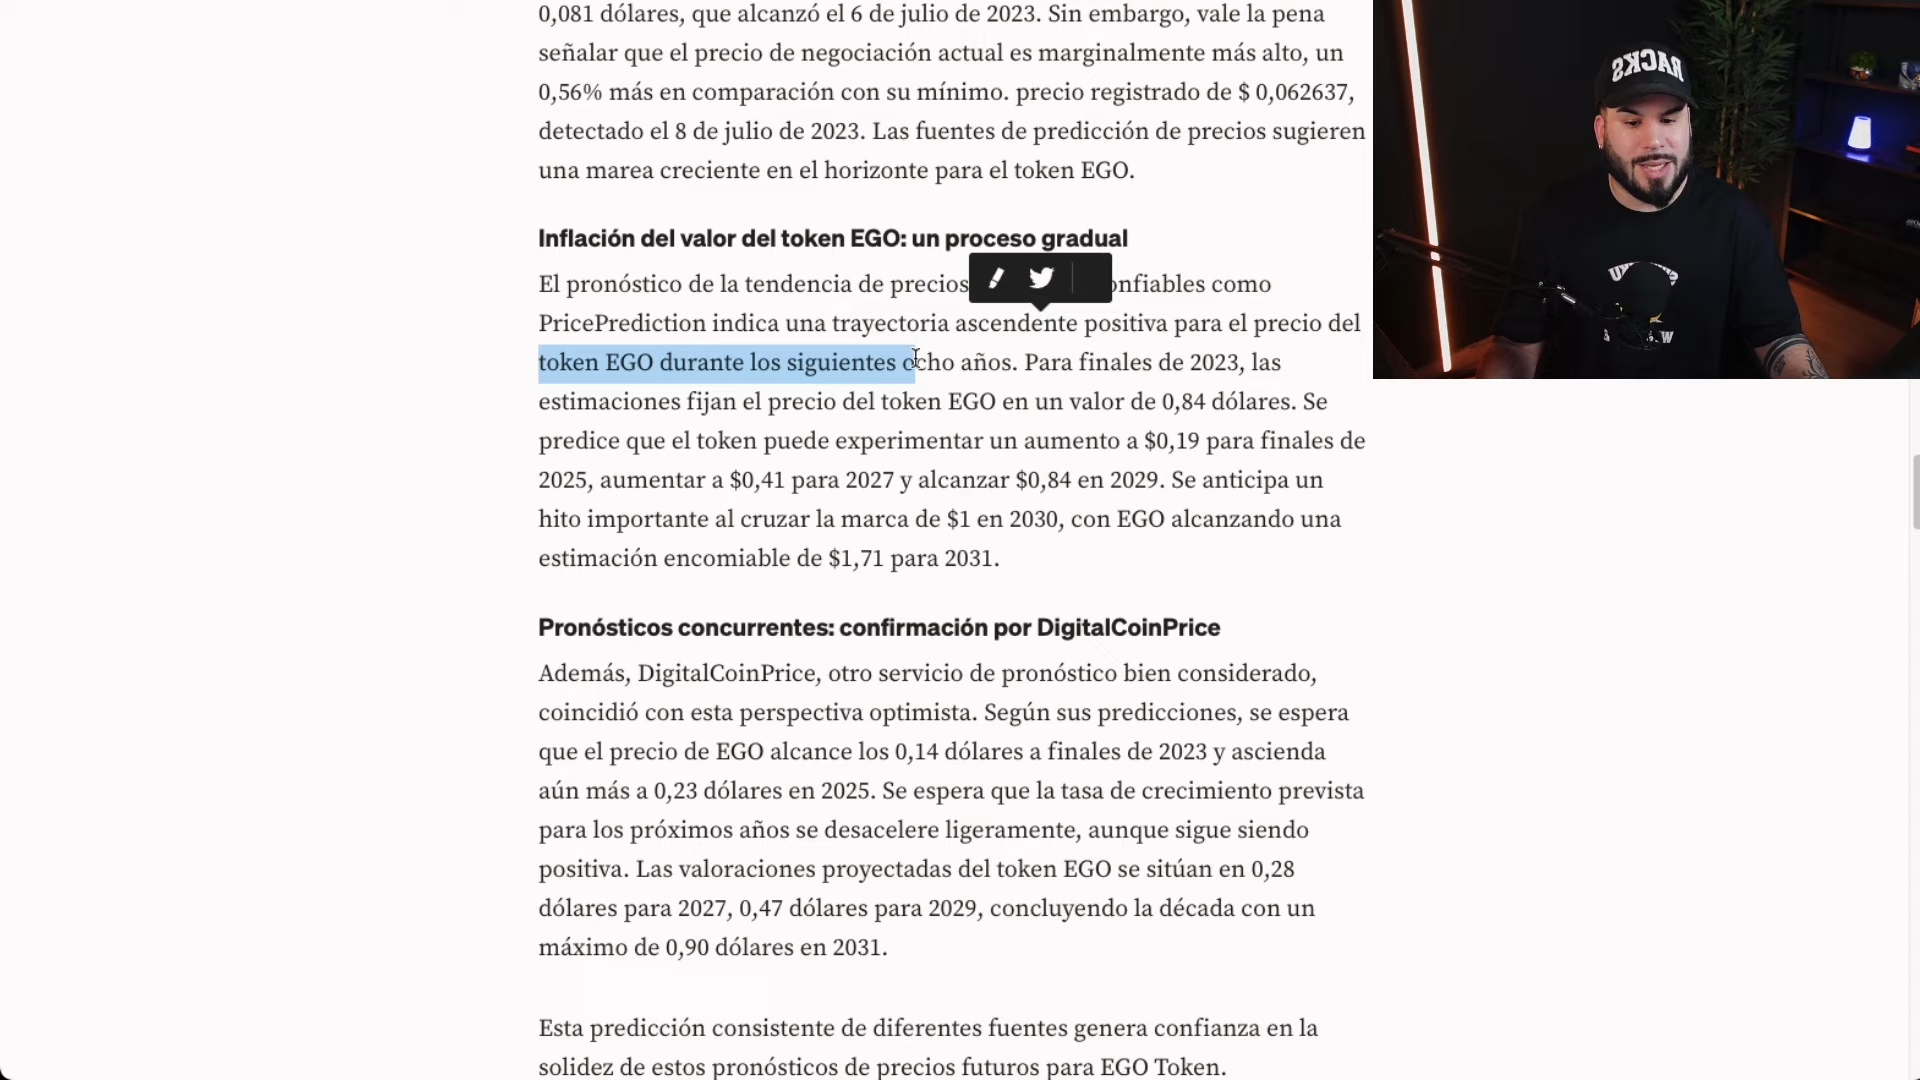 0,081 dólares, que alcanzó el 6 de julio de 2023. Sin embargo, vale la pena
señalar que el precio de negociación actual es marginalmente más alto, un
0,56% más en comparación con su mínimo. precio registrado de $ 0,062637,
detectado el 8 de julio de 2023. Las fuentes de predicción de precios sugieren
una marea creciente en el horizonte para el token EGO.
Inflación del valor del token EGO: un proceso gradual
El pronóstico de la tendencia de precios onfiables como
PricePrediction indica una trayectoria ascendente positiva para el precio del
token EGO durante los siguientes ocho años. Para finales de 2023, las
estimaciones fijan el precio del token EGO en un valor de 0,84 dólares. Se
predice que el token puede experimentar un aumento a $0,19 para finales de
2025, aumentar a $0,41 para 2027 y alcanzar $0,84 en 2029. Se anticipa un
hito importante al cruzar la marca de $1 en 2030, con EGO alcanzando una
estimación encomiable de $1,71 para 2031.
Pronósticos concurrentes: confirmación por DigitalCoinPrice
Además, DigitalCoinPrice, otro servicio de pronóstico bien considerado,
coincidió con esta perspectiva optimista. Según sus predicciones, se espera
que el precio de EGO alcance los 0,14 dólares a finales de 2023 y ascienda
aún más a 0,23 dólares en 2025. Se espera que la tasa de crecimiento prevista
para los próximos años se desacelere ligeramente, aunque sigue siendo
positiva. Las valoraciones proyectadas del token EGO se sitúan en 0,28
dólares para 2027, 0,47 dólares para 2029, concluyendo la década con un
máximo de 0,90 dólares en 2031.
Esta predicción consistente de diferentes fuentes genera confianza en la
solidez de estos pronósticos de precios futuros para EGO Token.
RACKS